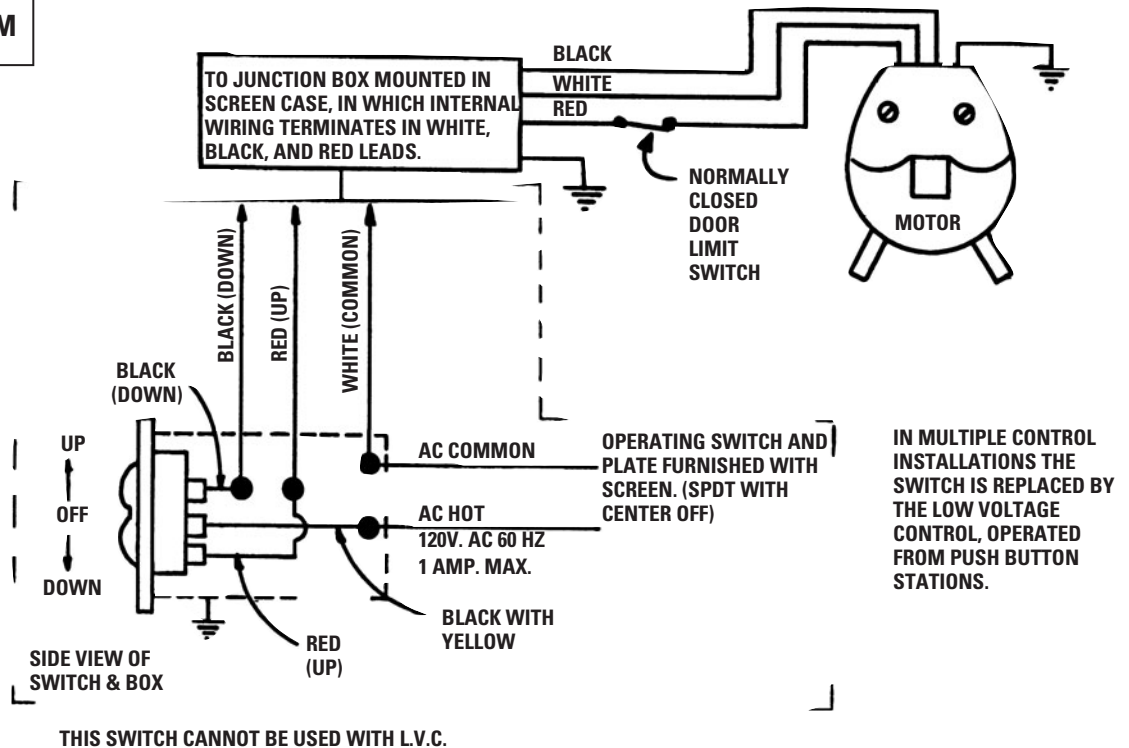 M
BLACK
WHITE
RED
TO JUNCTION BOX MOUNTED IN
SCREEN CASE, IN WHICH INTERNAL
WIRING TERMINATES IN WHITE,
BLACK, AND RED LEADS.
NORMALLY
CLOSED
DOOR
LIMIT
SWITCH
MOTOR
BLACK (DOWN)
RED (UP)
WHITE (COMMON)
BLACK
(DOWN)
UP
OFF
DOWN
AC COMMON
AC HOT
120V. AC 60 HZ
1 AMP. MAX.
OPERATING SWITCH AND
PLATE FURNISHED WITH
SCREEN. (SPDT WITH
CENTER OFF)
IN MULTIPLE CONTROL
INSTALLATIONS THE
SWITCH IS REPLACED BY
THE LOW VOLTAGE
CONTROL, OPERATED
FROM PUSH BUTTON
STATIONS.
BLACK WITH
YELLOW
RED
(UP)
SIDE VIEW OF
SWITCH & BOX
THIS SWITCH CANNOT BE USED WITH L.V.C.